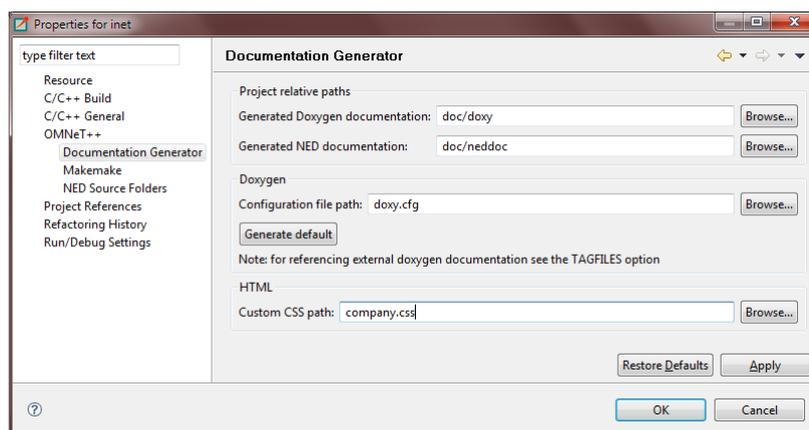 Properties for inet
type filter text
Resource
C/C++ Build
C/C++ General
OMNeT++
Documentation Generator
Makemake
NED Source Folders
Project References
Refactoring History
Run/Debug Settings
Documentation Generator
Project relative paths
Generated Doxygen documentation: doc/doxy Browse...
Generated NED documentation: doc/neddoc Browse...
Doxygen
Configuration file path: doxy.cfg Browse...
Generate default
Note: for referencing external doxygen documentation see the TAGFILES option
HTML
Custom CSS path: company.css Browse...
Restore Defaults Apply
? OK Cancel